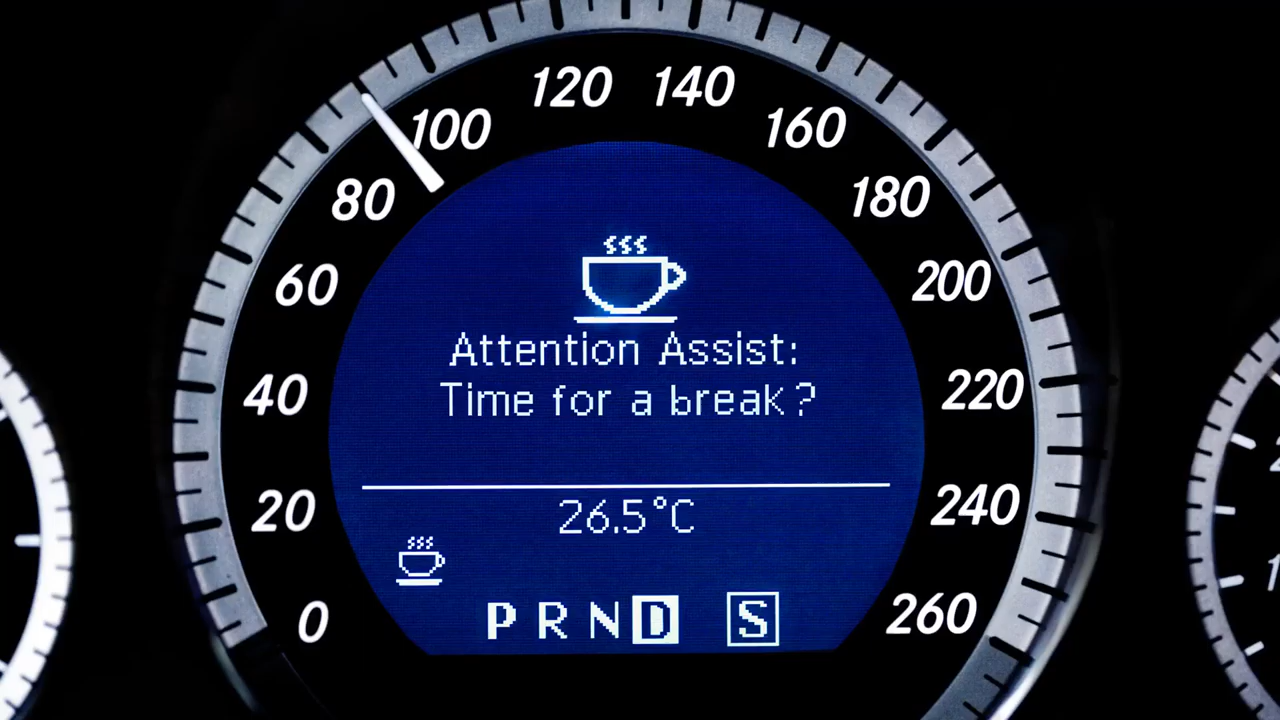 120 140
100 160
80 180
60 200
Attention Assist:
40 Time for a break? 220
20 26.5°C 240
PRND S
0 260